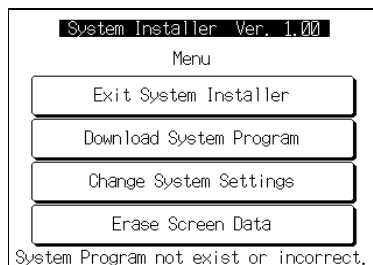 System Installer Ver. 1.00
Menu
Exit System Installer
Download System Program
Change System Settings
Erase Screen Data
System Program not exist or incorrect.